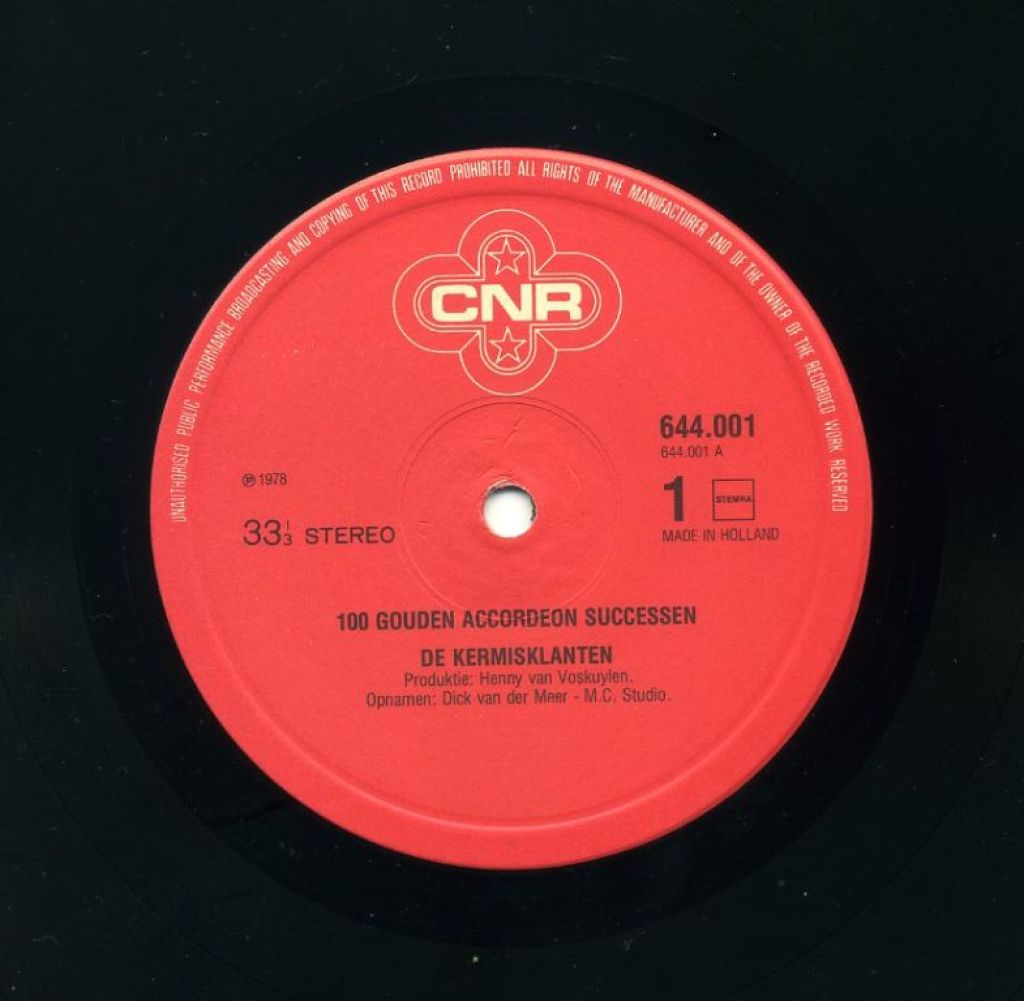 UNAUTHORISED PUBLIC PERFORMANCE BROADCASTING AND COPYING OF THIS RECORD PROHIBITED ALL RIGHTS OF THE MANUFACTURER AND OF THE OWNER OF THE RECORDED WORK RESERVED
CNR
644.001
644.001 A
℗ 1978
1 STEMRA
33⅓ STEREO
MADE IN HOLLAND
100 GOUDEN ACCORDEON SUCCESSEN
DE KERMISKLANTEN
Produktie: Henny van Voskuylen.
Opnamen: Dick van der Meer - M.C. Studio.